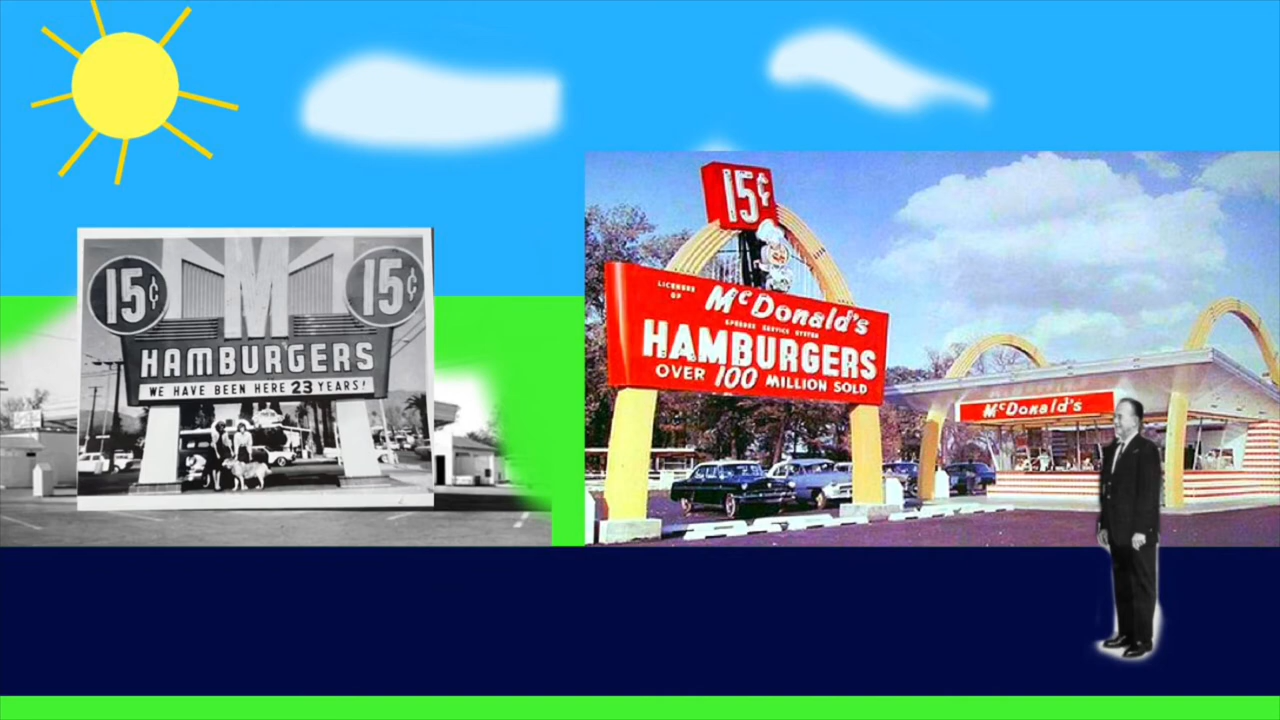 15¢
M
15¢
HAMBURGERS
WE HAVE BEEN HERE 23 YEARS!
15¢
LICENSEE
OF
McDonald's
SPEEDEE SERVICE SYSTEM
HAMBURGERS
OVER 100 MILLION SOLD
McDonald's